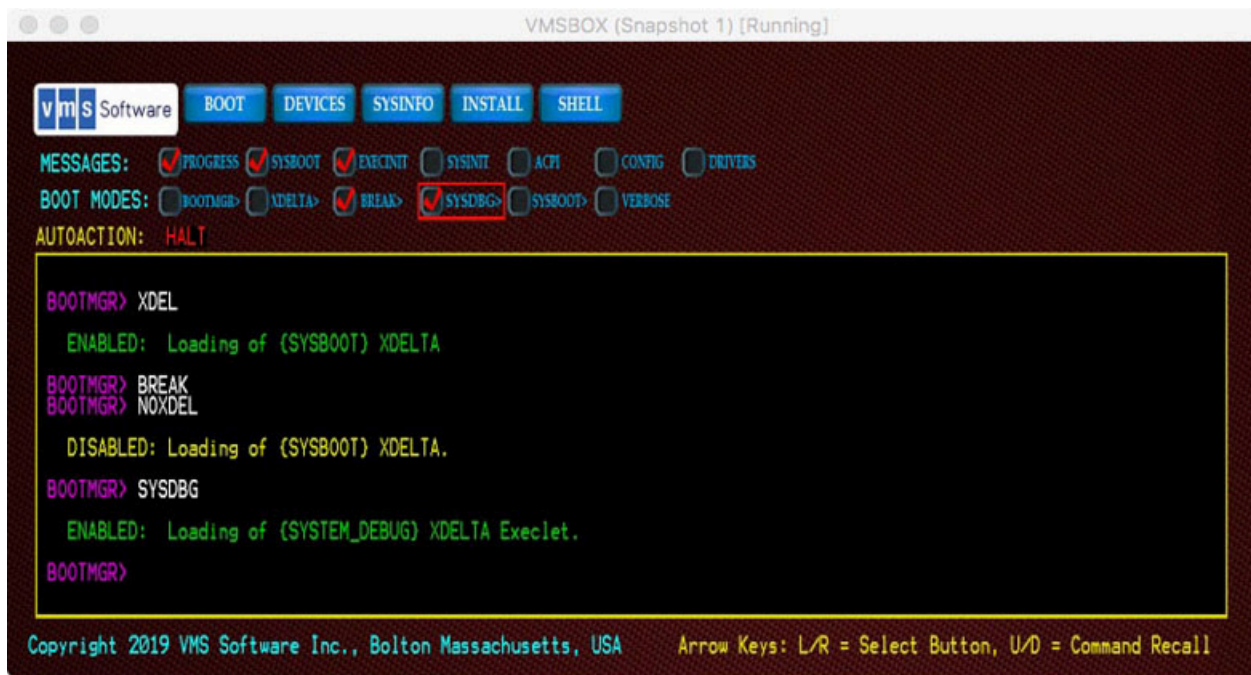 VMSBOX (Snapshot 1) [Running]
vms Software BOOT DEVICES SYSINFO INSTALL SHELL
MESSAGES: PROGRESS SYSBOOT EXECINIT SYSINIT ACPI CONFIG DRIVERS
BOOT MODES: BOOTMGR> XDELTA> BREAK> SYSDBG> SYSBOOT> VERBOSE
AUTOACTION: HALT
BOOTMGR> XDEL
ENABLED: Loading of {SYSBOOT} XDELTA
BOOTMGR> BREAK
BOOTMGR> NOXDEL
DISABLED: Loading of {SYSBOOT} XDELTA.
BOOTMGR> SYSDBG
ENABLED: Loading of {SYSTEM_DEBUG} XDELTA Execlet.
BOOTMGR>
Copyright 2019 VMS Software Inc., Bolton Massachusetts, USA Arrow Keys: L/R = Select Button, U/D = Command Recall